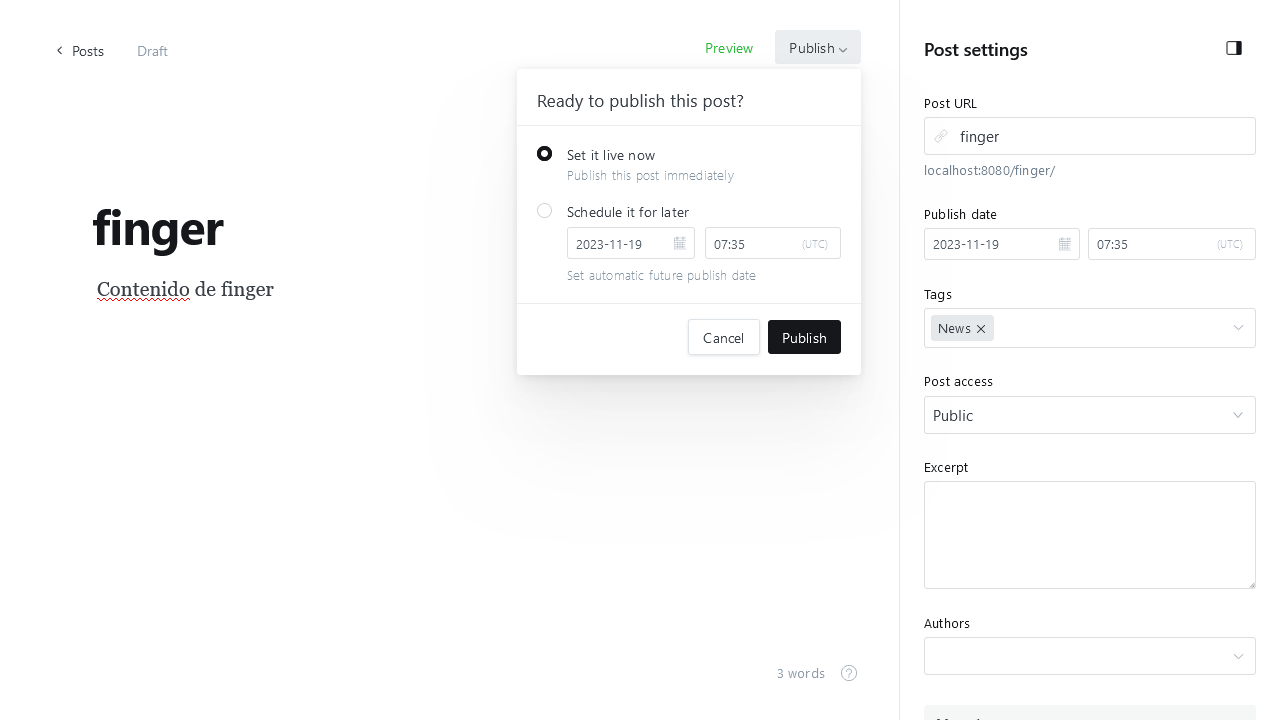 Posts
Draft
Preview
Publish
Ready to publish this post?
Set it live now
Publish this post immediately
Schedule it for later
2023-11-19
07:35
(UTC)
Set automatic future publish date
Cancel
Publish
finger
Contenido de finger
3 words
?
Post settings
Post URL
finger
localhost:8080/finger/
Publish date
2023-11-19
07:35
(UTC)
Tags
News
Post access
Public
Excerpt
Authors